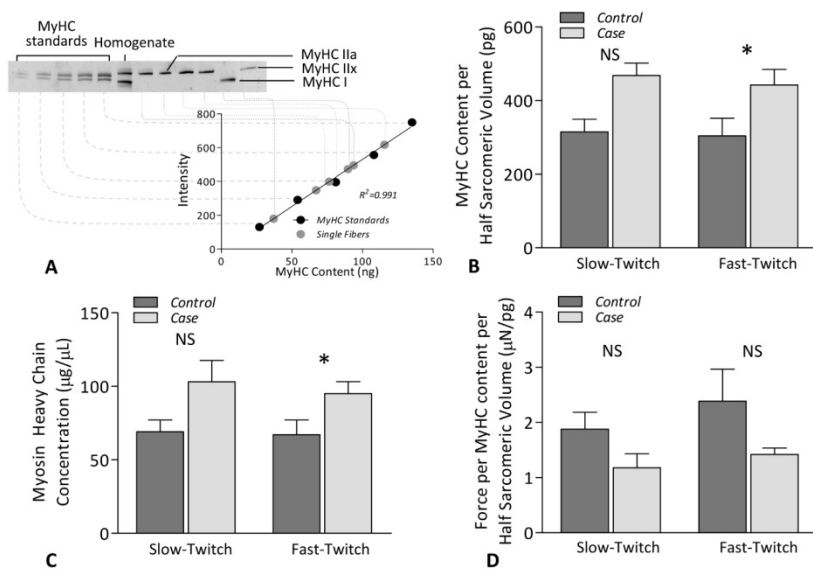 MyHC
standards
Homogenate
MyHC IIa
MyHC IIx
MyHC I
Intensity
800
600
400
200
0
R²=0.991
MyHC Standards
Single Fibers
0
50
100
150
MyHC Content (ng)
A
MyHC Content per
Half Sarcomeric Volume (pg)
600
400
200
0
Control
Case
NS
*
Slow-Twitch
Fast-Twitch
B
Myosin Heavy Chain
Concentration (µg/µL)
150
100
50
0
Control
Case
NS
*
Slow-Twitch
Fast-Twitch
C
Force per MyHC content per
Half Sarcomeric Volume (µN/pg)
4
3
2
1
0
Control
Case
NS
NS
Slow-Twitch
Fast-Twitch
D